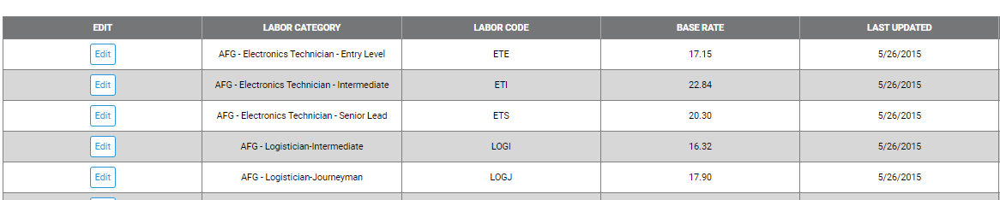 EDIT LABOR CATEGORY LABOR CODE BASE RATE LAST UPDATED
Edit AFG - Electronics Technician - Entry Level ETE 17.15 5/26/2015
Edit AFG - Electronics Technician - Intermediate ETI 22.84 5/26/2015
Edit AFG - Electronics Technician - Senior Lead ETS 20.30 5/26/2015
Edit AFG - Logistician-Intermediate LOGI 16.32 5/26/2015
Edit AFG - Logistician-Journeyman LOGJ 17.90 5/26/2015